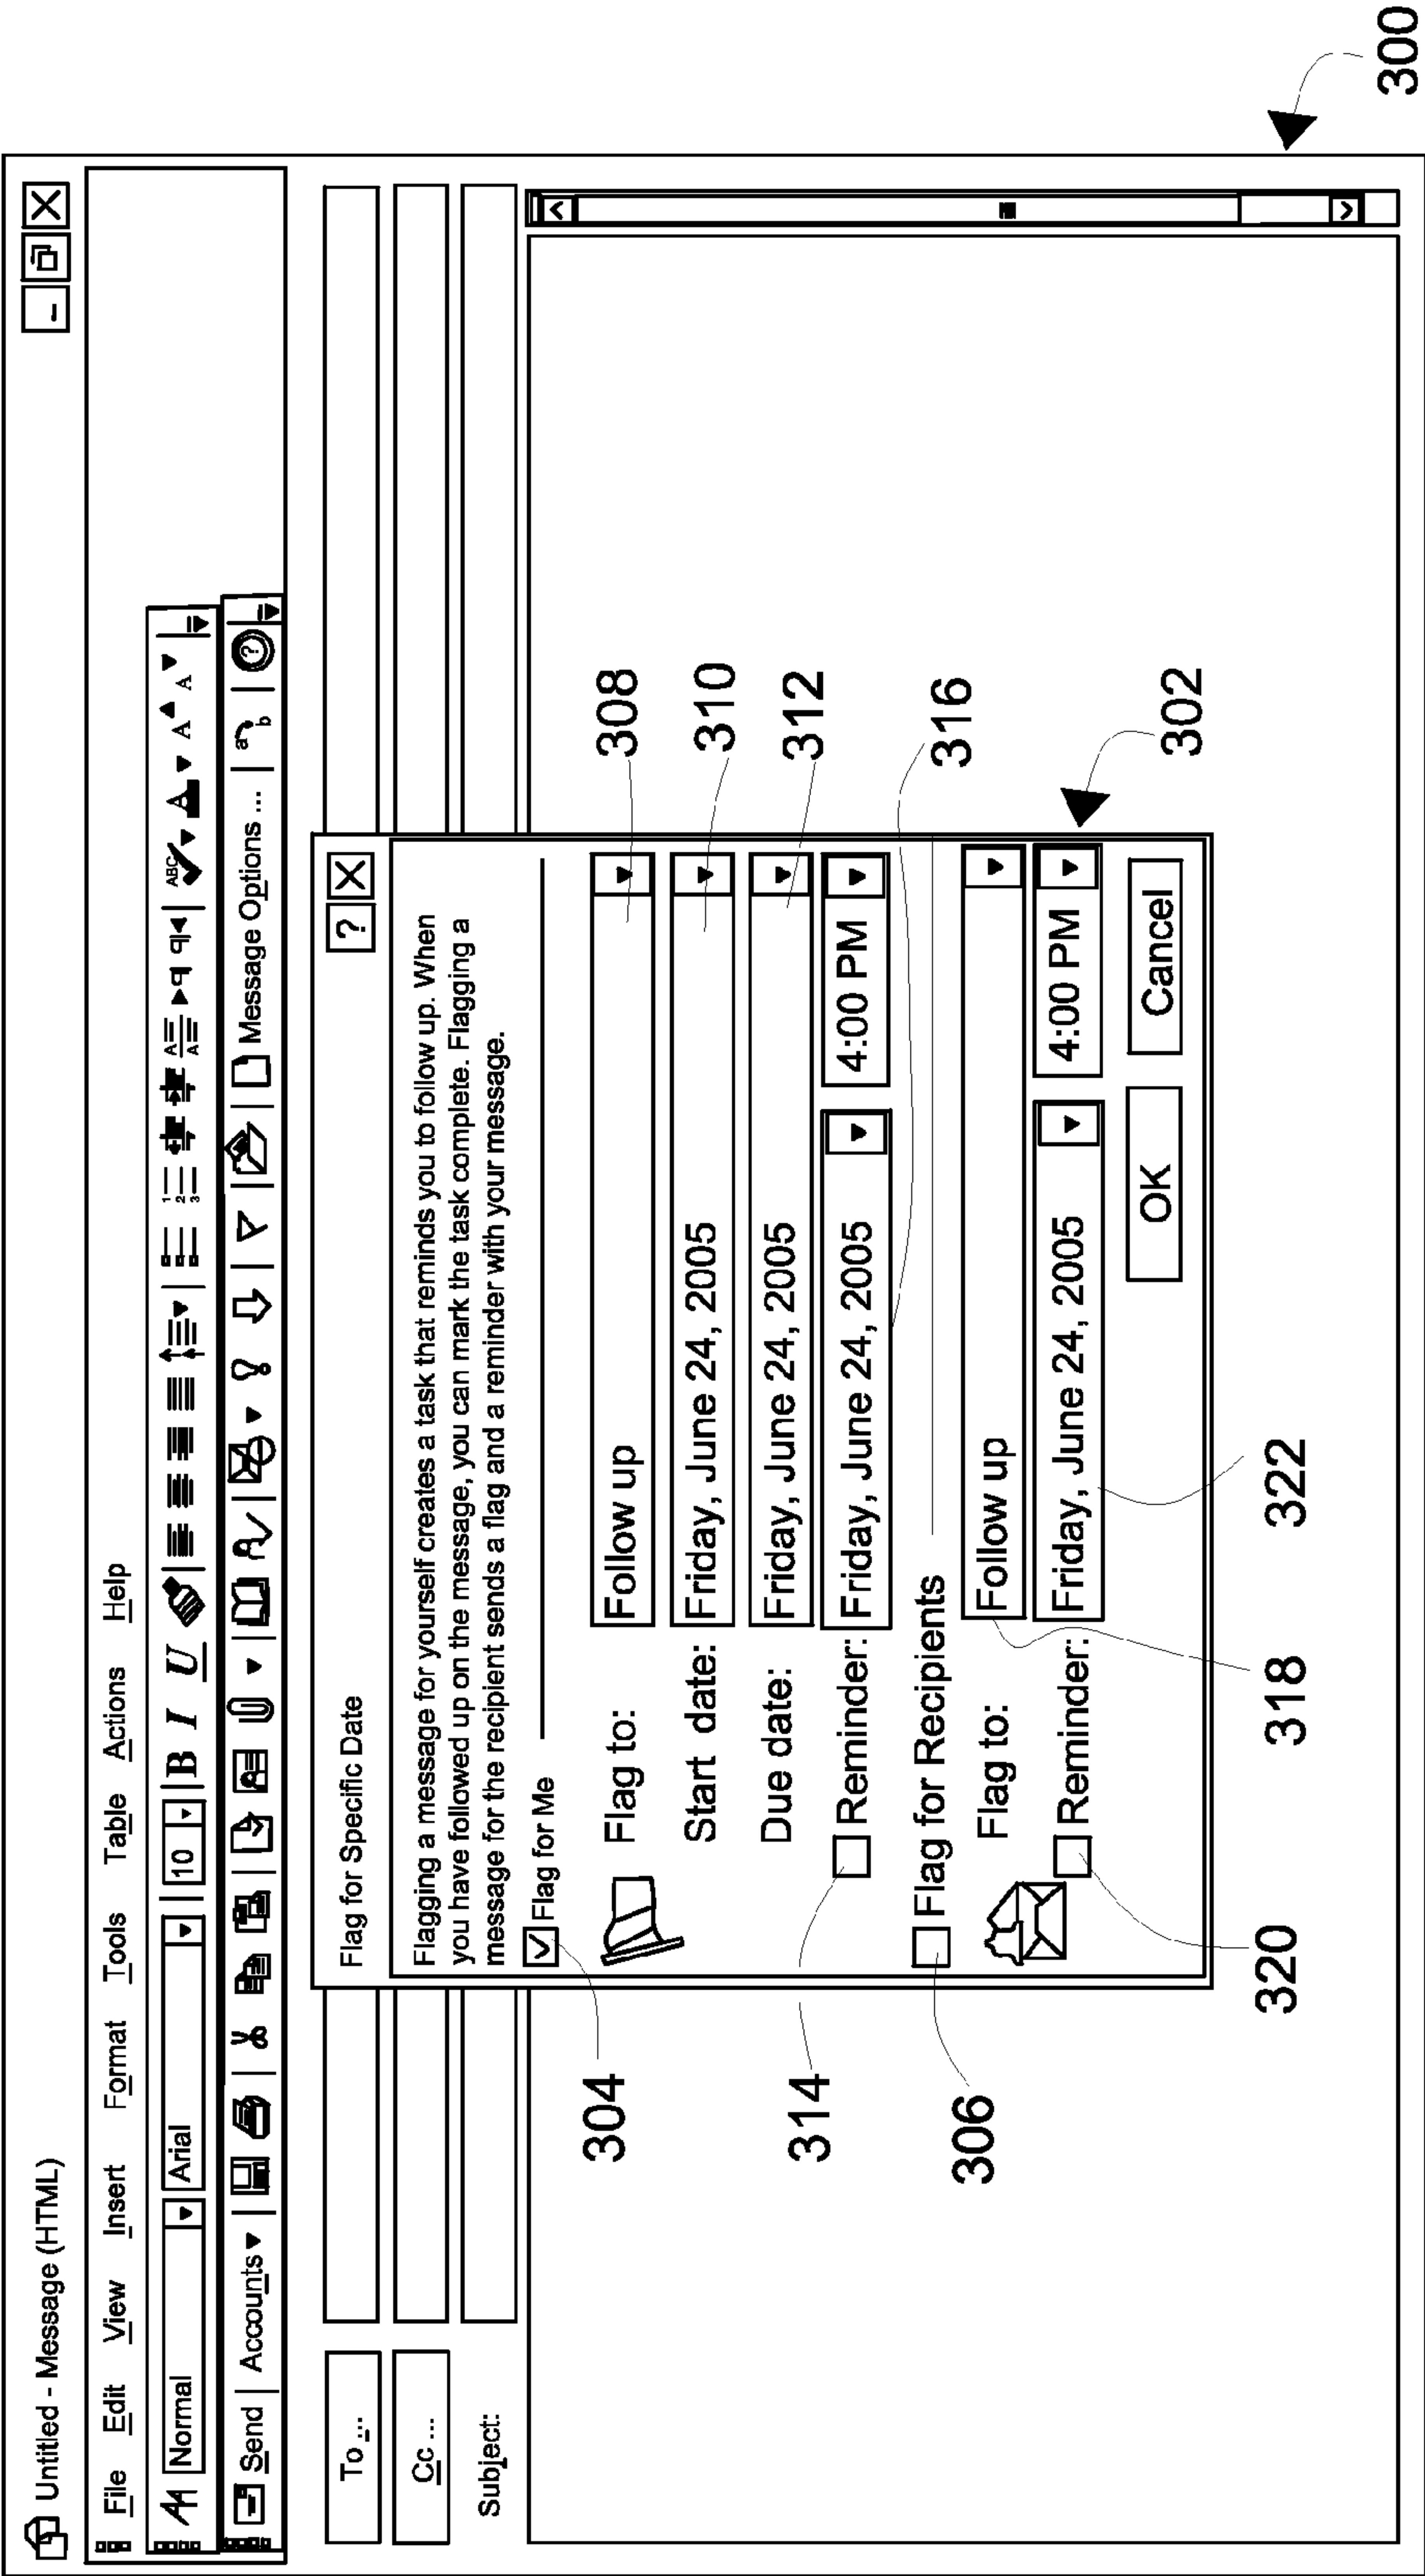 Untitled - Message (HTML)
File Edit View Insert Format Tools Table Actions Help
Normal Arial 10 B I U ABC A A A
Send Accounts Message Options ...
To ...
Cc ...
Subject:
Flag for Specific Date
Flagging a message for yourself creates a task that reminds you to follow up. When
you have followed up on the message, you can mark the task complete. Flagging a
message for the recipient sends a flag and a reminder with your message.
Flag for Me
Flag to: Follow up
Start date: Friday, June 24, 2005
Due date: Friday, June 24, 2005
Reminder: Friday, June 24, 2005 4:00 PM
Flag for Recipients
Flag to: Follow up
Reminder: Friday, June 24, 2005 4:00 PM
OK Cancel
304
308
310
312
314
316
306
302
318
320
322
300